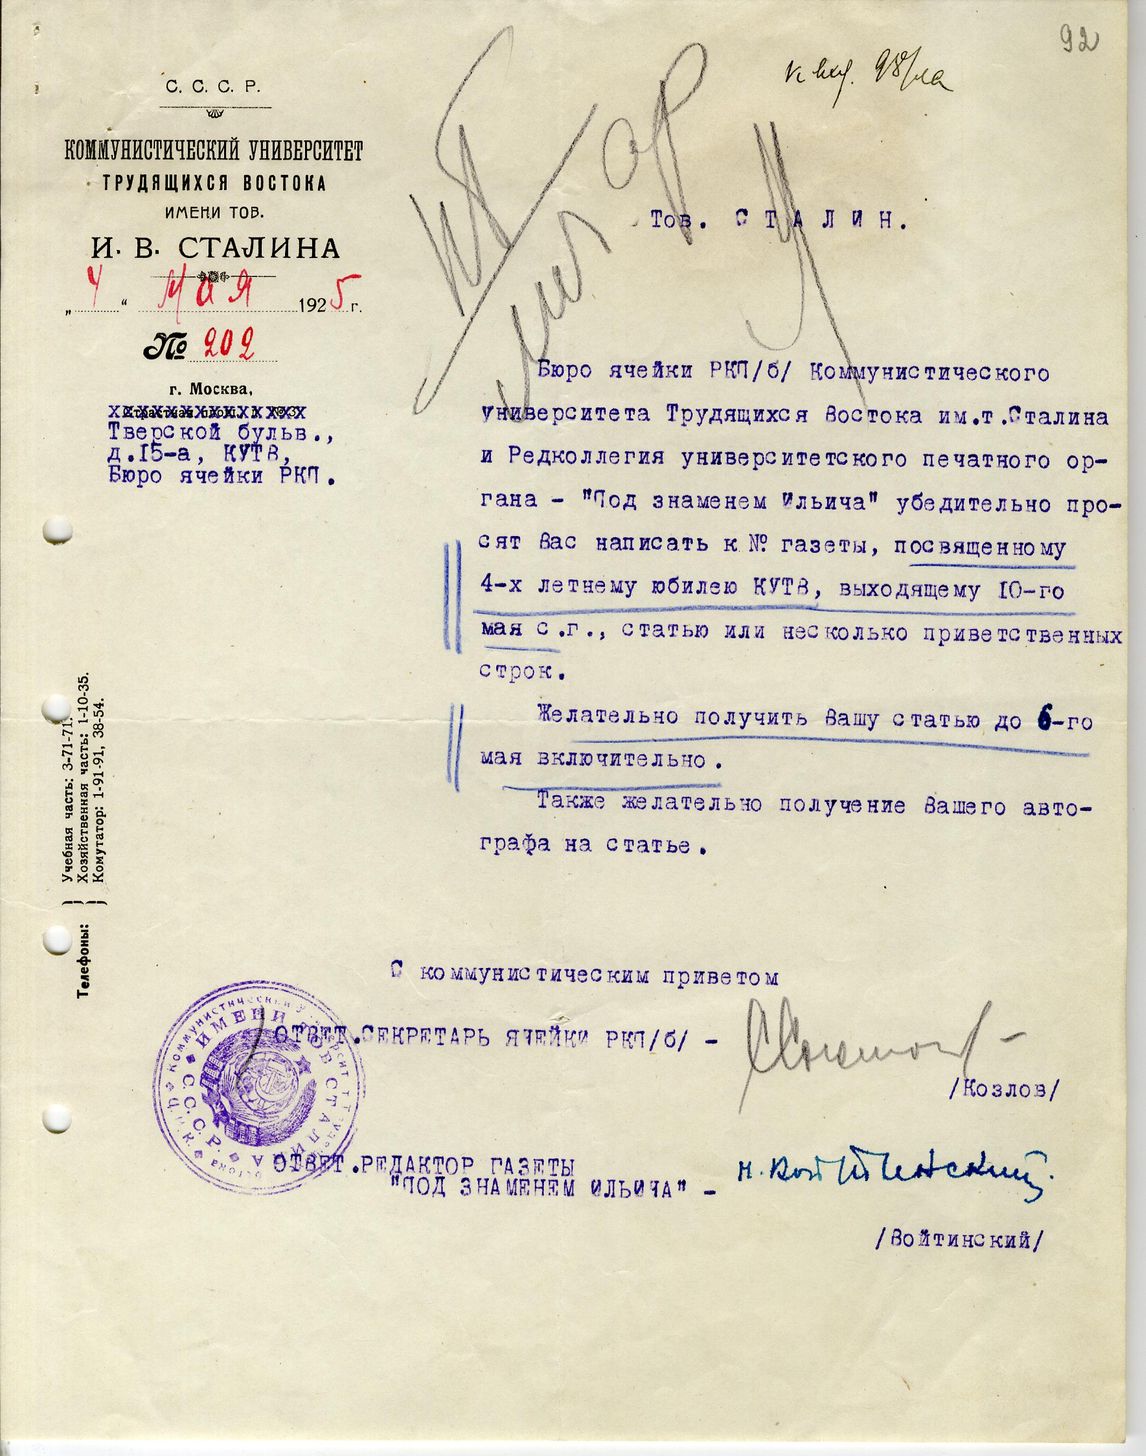 92
С. С. С. Р.
КОММУНИСТИЧЕСКИЙ УНИВЕРСИТЕТ
ТРУДЯЩИХСЯ ВОСТОКА
ИМЕНИ ТОВ.
И. В. СТАЛИНА
„4“ мая 1925 г.
№ 202
г. Москва,
Тверской бульв.,
д.15-а, КУТВ,
Бюро ячейки РКП.
Телефоны:
Учебная часть: 3-71-71.
Хозяйственная часть: 1-10-35.
Комутатор: 1-91-91, 38-54.
Тов. СТАЛИН.
Бюро ячейки РКП/б/ Коммунистического
университета Трудящихся Востока им.т.Сталина
и Редколлегия университетского печатного ор-
гана - "Под знаменем Ильича" убедительно про-
сят Вас написать к № газеты, посвященному
4-х летнему юбилею КУТВ, выходящему 10-го
мая с.г., статью или несколько приветственных
строк.
Желательно получить Вашу статью до 6-го
мая включительно.
Также желательно получение Вашего авто-
графа на статье.
С коммунистическим приветом
ОТВЕТ.СЕКРЕТАРЬ ЯЧЕЙКИ РКП/б/ -
/Козлов/
ОТВЕТ.РЕДАКТОР ГАЗЕТЫ
"ПОД ЗНАМЕНЕМ ИЛЬИЧА" -
Н. Войтинский.
/Войтинский/